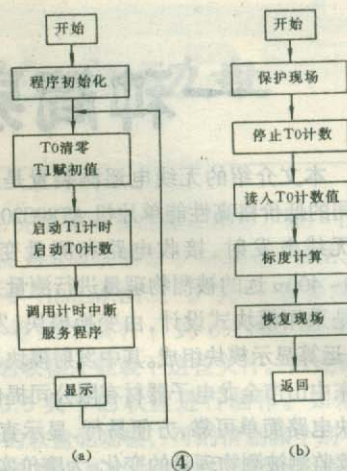 开始
程序初始化
T0清零
T1赋初值
启动T1计时
启动T0计数
调用计时中断
服务程序
显示
(a)
开始
保护现场
停止T0计数
读入T0计数值
标度计算
恢复现场
返回
(b)
④